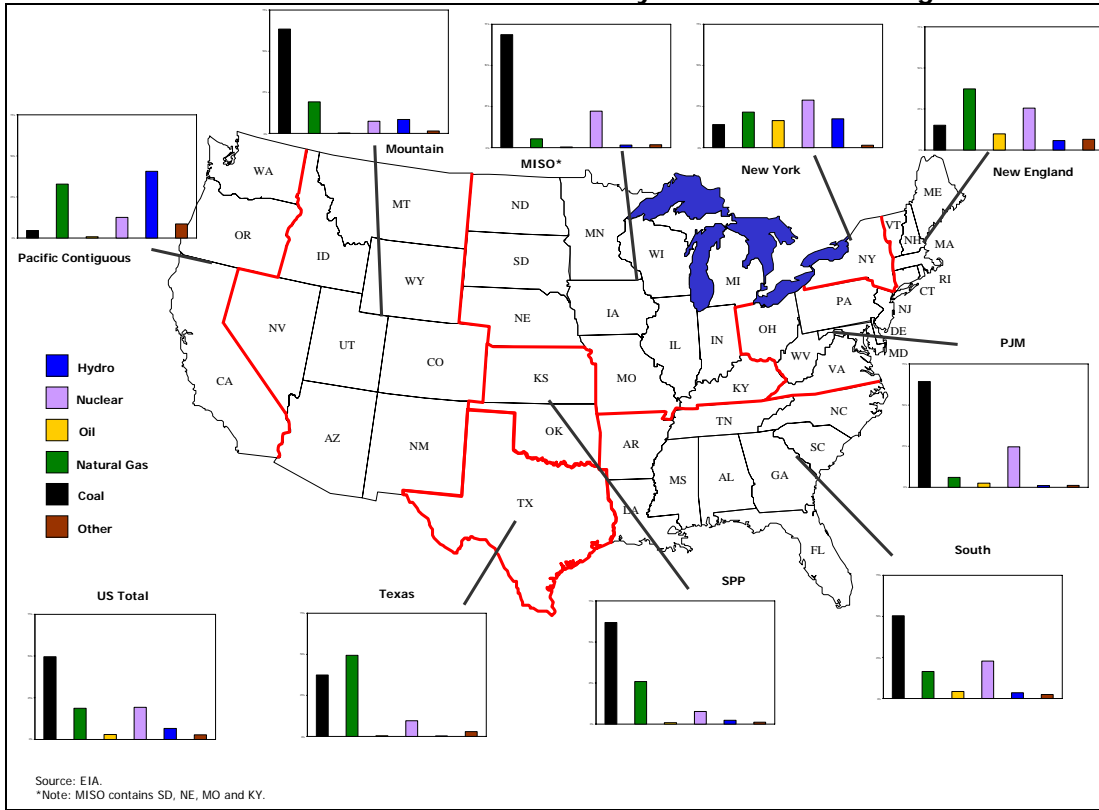 Mountain
MISO*
New York
New England
Pacific Contiguous
WA
OR
CA
NV
ID
MT
WY
UT
CO
AZ
NM
ND
SD
NE
KS
OK
TX
MN
IA
MO
AR
LA
WI
IL
MI
IN
OH
KY
TN
MS
AL
GA
FL
SC
NC
VA
WV
PA
NY
VT
NH
ME
MA
RI
CT
NJ
DE
MD
PJM
Hydro
Nuclear
Oil
Natural Gas
Coal
Other
South
SPP
Texas
US Total
Source: EIA.
*Note: MISO contains SD, NE, MO and KY.